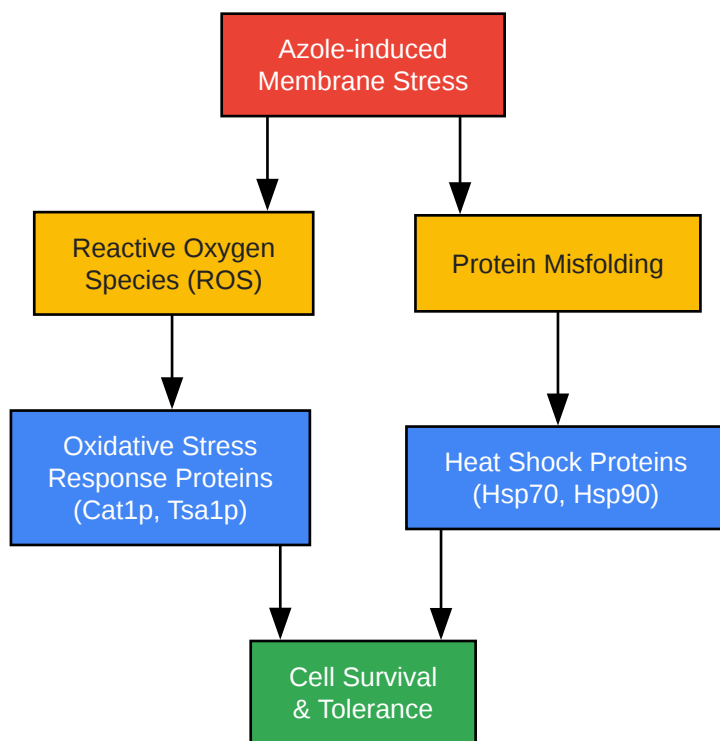 Azole-induced
Membrane Stress
Reactive Oxygen
Species (ROS)
Protein Misfolding
Oxidative Stress
Response Proteins
(Cat1p, Tsa1p)
Heat Shock Proteins
(Hsp70, Hsp90)
Cell Survival
& Tolerance